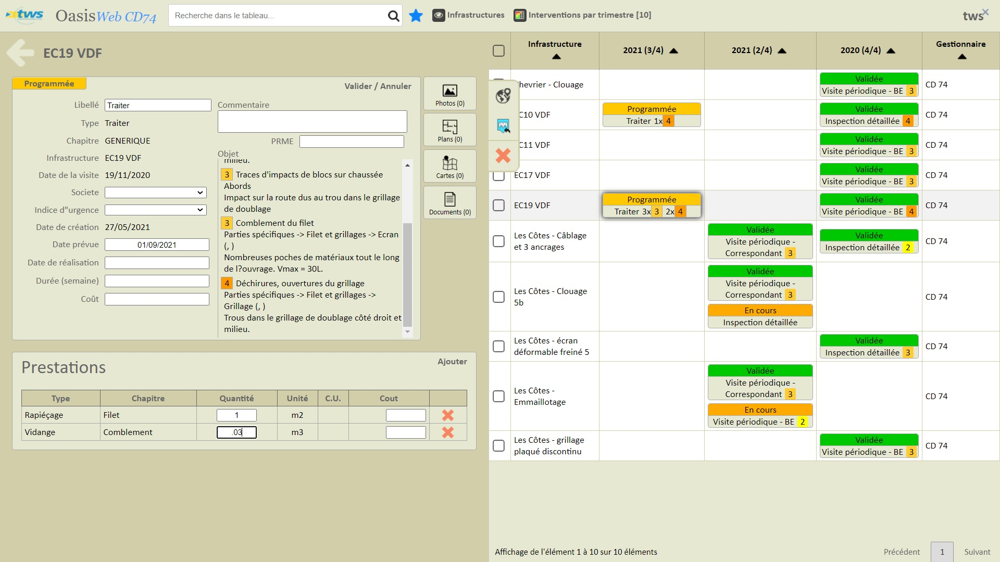 tws
OasisWeb CD74
Recherche dans le tableau...
Infrastructures
Interventions par trimestre [10]
tws
EC19 VDF
Programmée
Valider / Annuler
Libellé
Traiter
Type
Traiter
Chapitre
GENERIQUE
Infrastructure
EC19 VDF
Date de la visite
19/11/2020
Societe
Indice d"urgence
Date de création
27/05/2021
Date prévue
01/09/2021
Date de réalisation
Durée (semaine)
Coût
Commentaire
PRME
Objet
milieu.
3 Traces d'impacts de blocs sur chaussée
Abords
Impact sur la route dus au trou dans le grillage
de doublage
3 Comblement du filet
Parties spécifiques -> Filet et grillages -> Ecran
(, )
Nombreuses poches de matériaux tout le long
de l?ouvrage. Vmax = 30L.
4 Déchirures, ouvertures du grillage
Parties spécifiques -> Filet et grillages ->
Grillage (, )
Trous dans le grillage de doublage côté droit et
milieu.
Photos (0)
Plans (0)
Cartes (0)
Documents (0)
Prestations
Ajouter
Type Chapitre Quantité Unité C.U. Cout
Rapiéçage Filet 1 m2
Vidange Comblement .03 m3
Infrastructure 2021 (3/4) 2021 (2/4) 2020 (4/4) Gestionnaire
hevrier - Clouage
Validée
Visite périodique - BE 3
CD 74
C10 VDF
Programmée
Traiter 1x 4
Validée
Inspection détaillée 4
CD 74
C11 VDF
Validée
Visite périodique - BE 3
CD 74
EC17 VDF
Validée
Visite périodique - BE 3
CD 74
EC19 VDF
Programmée
Traiter 3x 3 2x 4
Validée
Visite périodique - BE 4
CD 74
Les Côtes - Câblage
et 3 ancrages
Validée
Visite périodique -
Correspondant 3
Validée
Inspection détaillée 2
CD 74
Les Côtes - Clouage
5b
Validée
Visite périodique -
Correspondant 3
En cours
Inspection détaillée
CD 74
Les Côtes - écran
déformable freiné 5
Validée
Inspection détaillée 3
CD 74
Les Côtes -
Emmaillotage
Validée
Visite périodique -
Correspondant 3
En cours
Visite périodique - BE 2
CD 74
Les Côtes - grillage
plaqué discontinu
Validée
Visite périodique - BE 3
CD 74
Affichage de l'élément 1 à 10 sur 10 éléments
Précédent 1 Suivant